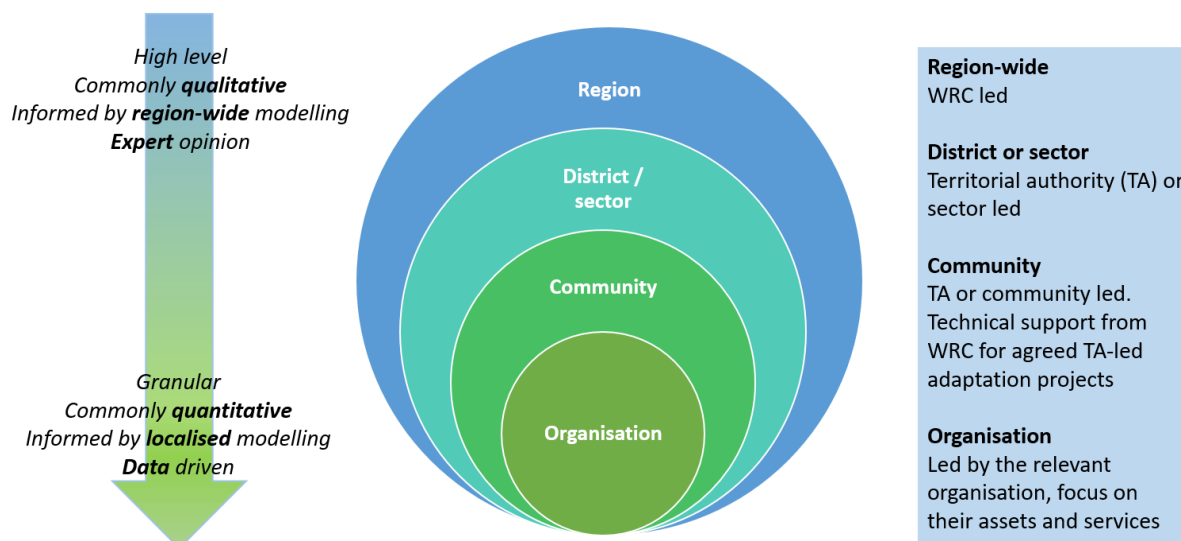 High level
Commonly qualitative
Informed by region-wide modelling
Expert opinion
Granular
Commonly quantitative
Informed by localised modelling
Data driven
Region
District /
sector
Community
Organisation
Region-wide
WRC led
District or sector
Territorial authority (TA) or
sector led
Community
TA or community led.
Technical support from
WRC for agreed TA-led
adaptation projects
Organisation
Led by the relevant
organisation, focus on
their assets and services